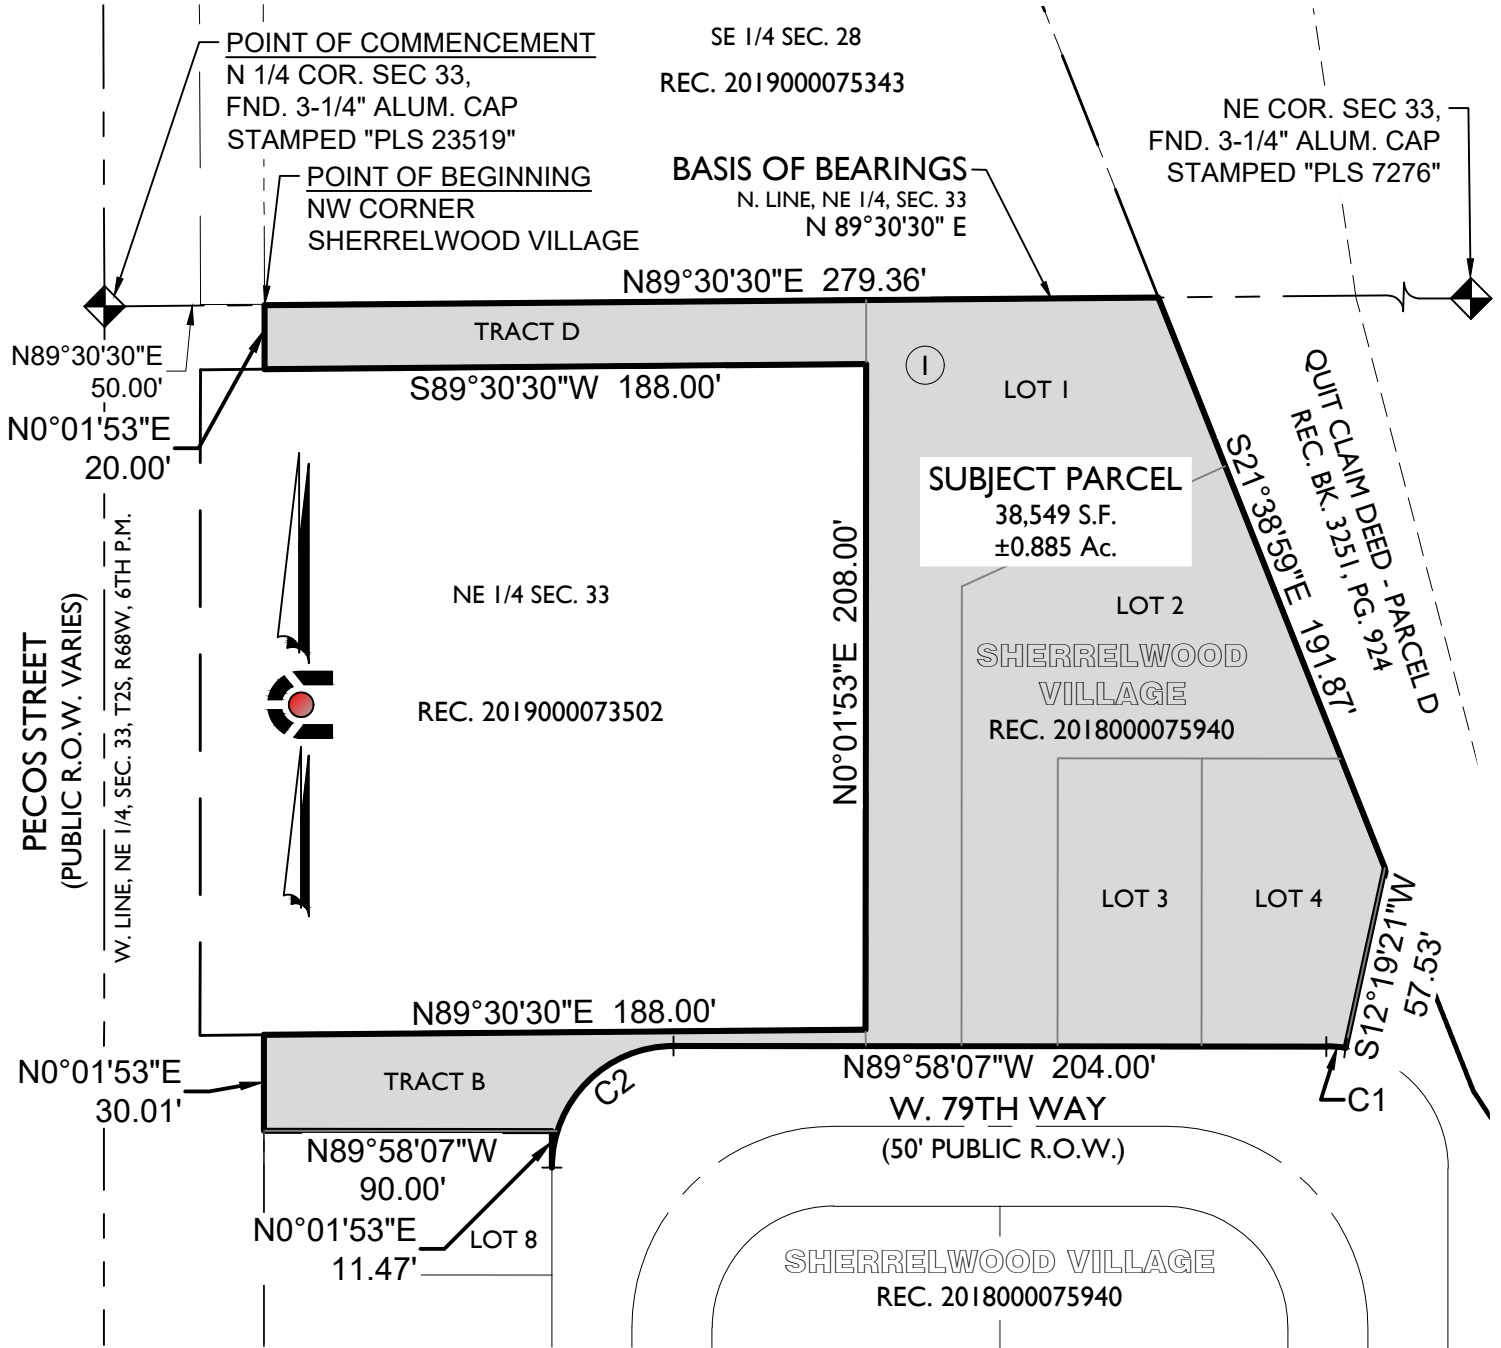 POINT OF COMMENCEMENT
N 1/4 COR. SEC 33,
FND. 3-1/4" ALUM. CAP
STAMPED "PLS 23519"
SE 1/4 SEC. 28
REC. 2019000075343
NE COR. SEC 33,
FND. 3-1/4" ALUM. CAP
STAMPED "PLS 7276"
POINT OF BEGINNING
NW CORNER
SHERRELWOOD VILLAGE
BASIS OF BEARINGS
N. LINE, NE 1/4, SEC. 33
N 89°30'30" E
N89°30'30"E 279.36'
TRACT D
N89°30'30"E
50.00'
S89°30'30"W 188.00'
1
LOT 1
N0°01'53"E
20.00'
QUIT CLAIM DEED - PARCEL D
REC. BK. 3251, PG. 924
S21°38'59"E 191.87'
SUBJECT PARCEL
38,549 S.F.
±0.885 Ac.
N0°01'53"E 208.00'
NE 1/4 SEC. 33
LOT 2
SHERRELWOOD
VILLAGE
REC. 2018000075940
REC. 2019000073502
PECOS STREET
(PUBLIC R.O.W. VARIES)
W. LINE, NE 1/4, SEC. 33, T2S, R68W, 6TH P.M.
LOT 3
LOT 4
S12°19'21"W
57.53'
N89°30'30"E 188.00'
N0°01'53"E
30.01'
TRACT B
C2
N89°58'07"W 204.00'
C1
W. 79TH WAY
(50' PUBLIC R.O.W.)
N89°58'07"W
90.00'
N0°01'53"E
11.47'
LOT 8
SHERRELWOOD VILLAGE
REC. 2018000075940